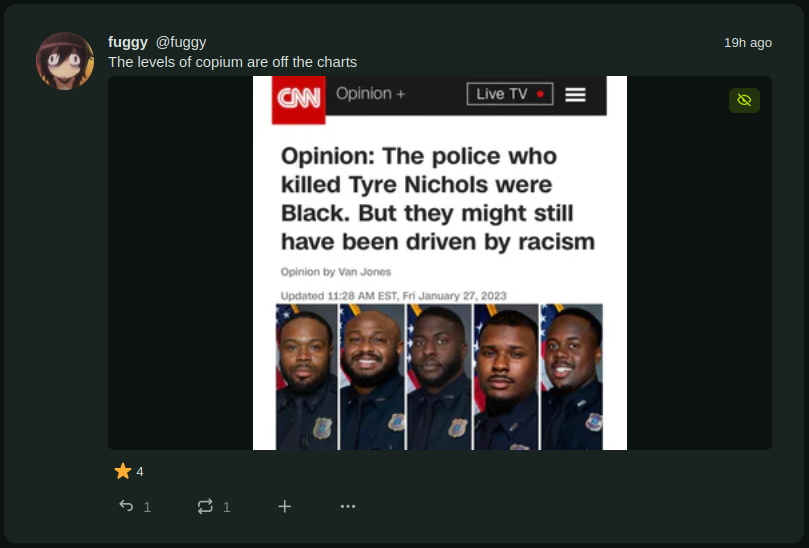 fuggy @fuggy 19h ago
The levels of copium are off the charts
CNN Opinion + Live TV
Opinion: The police who
killed Tyre Nichols were
Black. But they might still
have been driven by racism
Opinion by Van Jones
Updated 11:28 AM EST, Fri January 27, 2023
4
1 1